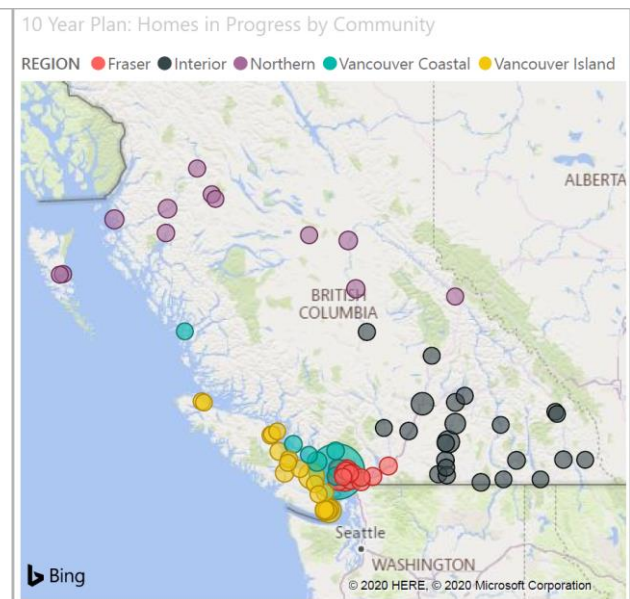 10 Year Plan: Homes in Progress by Community
REGION Fraser Interior Northern Vancouver Coastal Vancouver Island
ALBERTA
BRITISH
COLUMBIA
Seattle
WASHINGTON
Bing
© 2020 HERE, © 2020 Microsoft Corporation